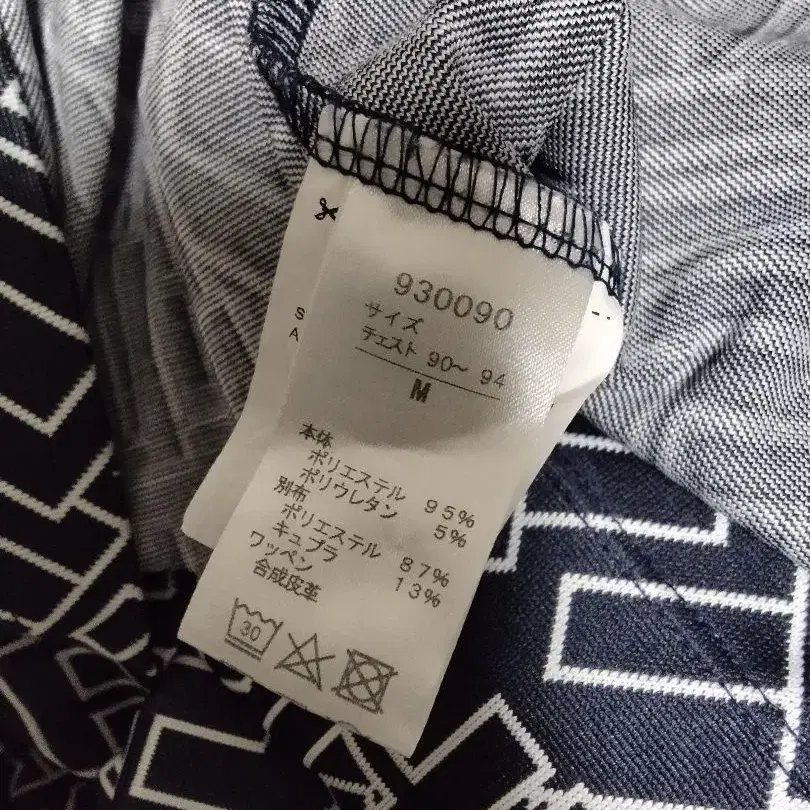 930090
サイズ
チェスト 90～ 94
M
本体
ポリエステル 95%
ポリウレタン 5%
別布
ポリエステル 87%
キュプラ 13%
ワッペン
合成皮革
30
S
A